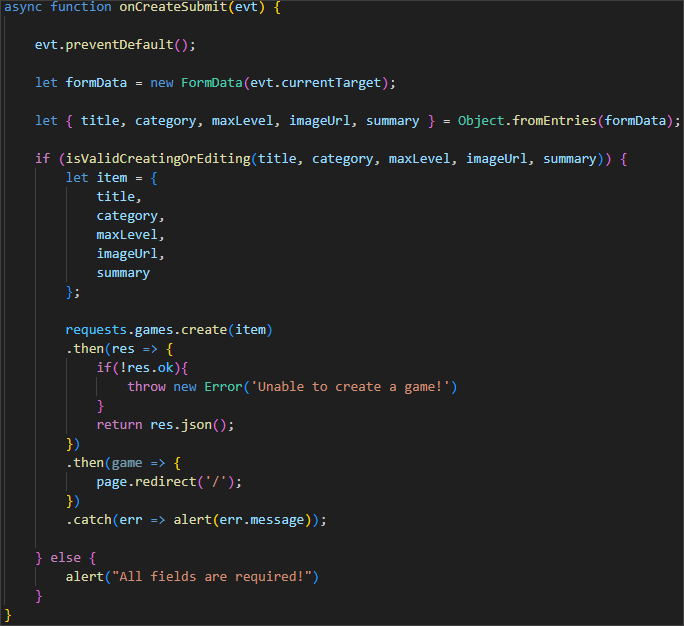 async function onCreateSubmit(evt) {
evt.preventDefault();
let formData = new FormData(evt.currentTarget);
let { title, category, maxLevel, imageUrl, summary } = Object.fromEntries(formData);
if (isValidCreatingOrEditing(title, category, maxLevel, imageUrl, summary)) {
let item = {
title,
category,
maxLevel,
imageUrl,
summary
};
requests.games.create(item)
.then(res => {
if(!res.ok){
throw new Error('Unable to create a game!')
}
return res.json();
})
.then(game => {
page.redirect('/');
})
.catch(err => alert(err.message));
} else {
alert("All fields are required!")
}
}